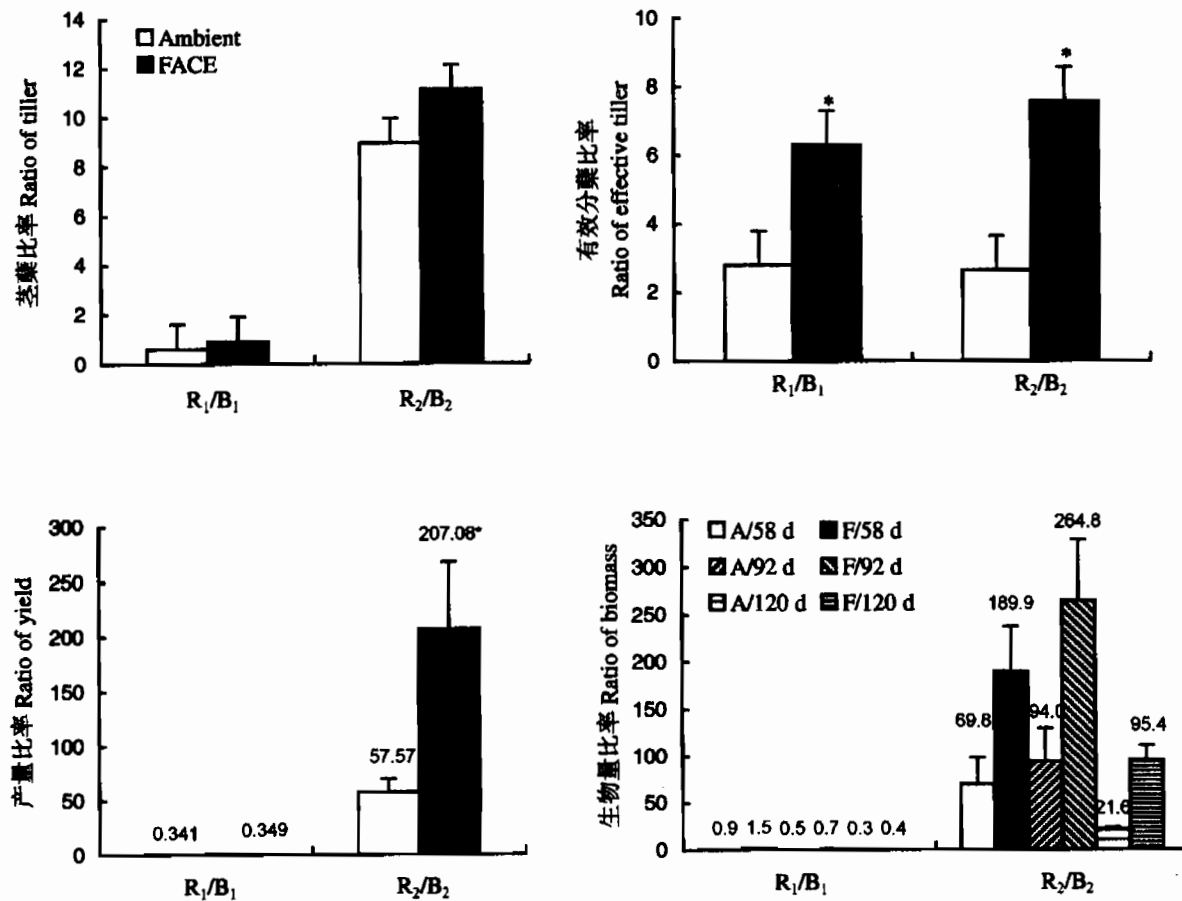 茎蘖比率 Ratio of tiller
14
12
10
8
6
4
2
0
Ambient
FACE
R₁/B₁
R₂/B₂
有效分蘖比率
Ratio of effective tiller
10
8
6
4
2
0
*
*
R₁/B₁
R₂/B₂
产量比率 Ratio of yield
300
250
200
150
100
50
0
0.341
0.349
57.57
207.08*
R₁/B₁
R₂/B₂
生物量比率 Ratio of biomass
350
300
250
200
150
100
50
0
A/58 d
F/58 d
A/92 d
F/92 d
A/120 d
F/120 d
0.9
1.5
0.5
0.7
0.3
0.4
69.8
189.9
94.0
264.8
21.6
95.4
R₁/B₁
R₂/B₂